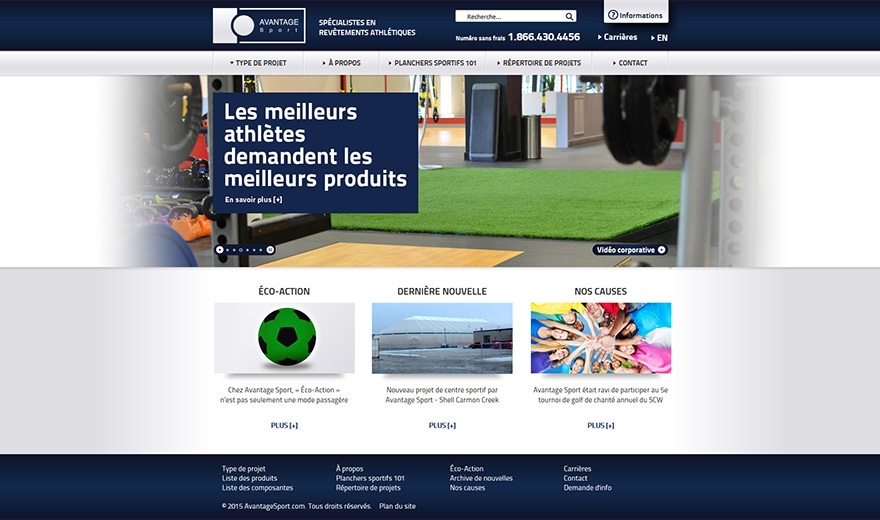 AVANTAGE
Sport
SPÉCIALISTES EN
REVÊTEMENTS ATHLÉTIQUES
Recherche...
Informations
Numéro sans frais 1.866.430.4456
Carrières
EN
TYPE DE PROJET
À PROPOS
PLANCHERS SPORTIFS 101
RÉPERTOIRE DE PROJETS
CONTACT
Les meilleurs
athlètes
demandent les
meilleurs produits
En savoir plus [+]
Vidéo corporative
ÉCO-ACTION
DERNIÈRE NOUVELLE
NOS CAUSES
Chez Avantage Sport, « Éco-Action »
n'est pas seulement une mode passagère
Nouveau projet de centre sportif par
Avantage Sport - Shell Carmon Creek
Avantage Sport était ravi de participer au 5e
tournoi de golf de charité annuel du SCW
PLUS [+]
PLUS [+]
PLUS [+]
Type de projet
Liste des produits
Liste des composantes
À propos
Planchers sportifs 101
Répertoire de projets
Éco-Action
Archive de nouvelles
Nos causes
Carrières
Contact
Demande d'info
© 2015 AvantageSport.com. Tous droits réservés. Plan du site